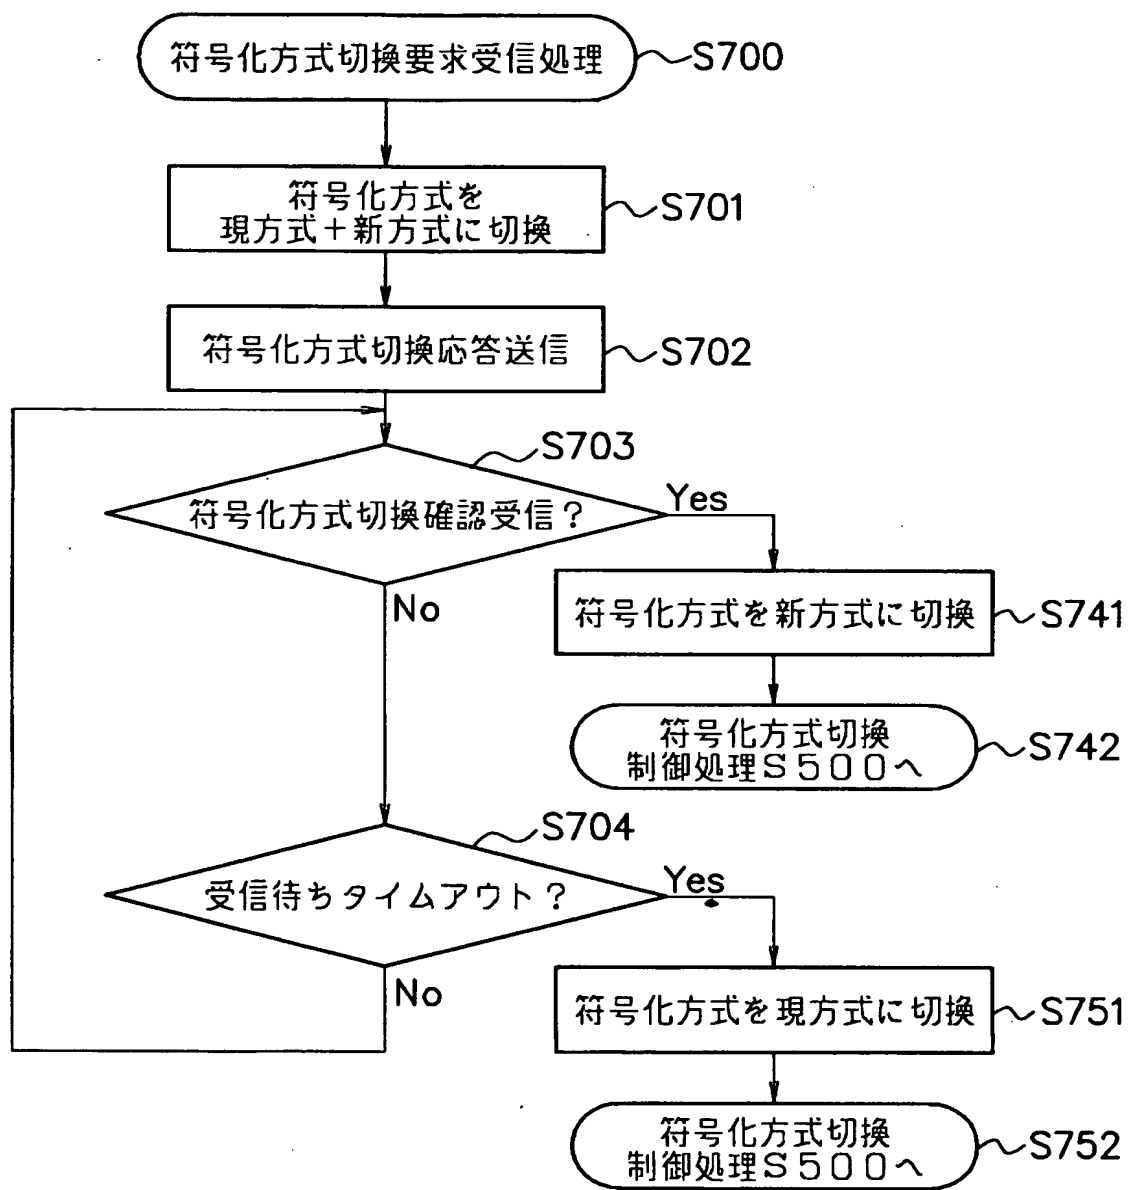 符号化方式切換要求受信処理
S700
符号化方式を
現方式＋新方式に切換
S701
符号化方式切換応答送信
S702
S703
符号化方式切換確認受信？
Yes
No
符号化方式を新方式に切換
S741
符号化方式切換
制御処理Ｓ５００へ
S742
S704
受信待ちタイムアウト？
Yes
No
符号化方式を現方式に切換
S751
符号化方式切換
制御処理Ｓ５００へ
S752